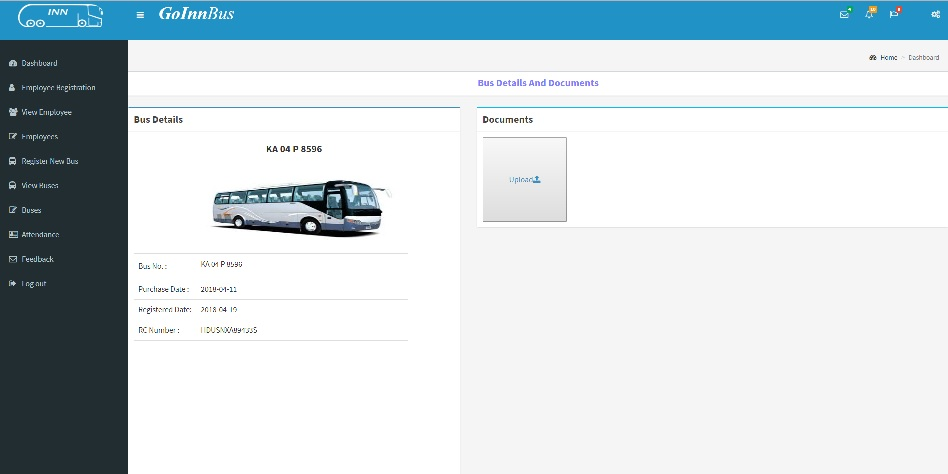 INN
GoInnBus
Home > Dashboard
Dashboard
Employee Registration
View Employee
Employees
Register New Bus
View Buses
Buses
Attendance
Feedback
Log out
Bus Details And Documents
Bus Details
KA 04 P 8596
Bus No. : KA 04 P 8596
Purchase Date : 2018-04-11
Registered Date: 2018-04-19
RC Number :
Documents
Upload